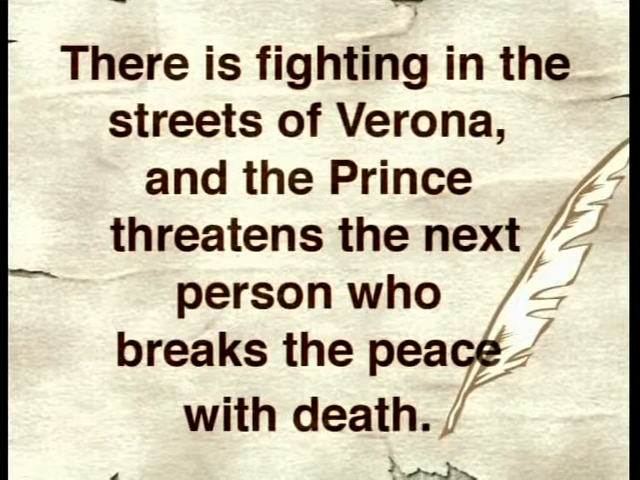 There is fighting in the
streets of Verona,
and the Prince
threatens the next
person who
breaks the peace
with death.